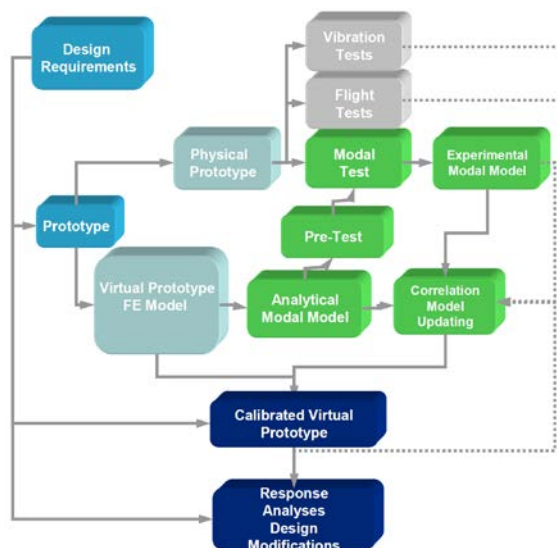 Design
Requirements
Vibration
Tests
Flight
Tests
Physical
Prototype
Modal
Test
Experimental
Modal Model
Prototype
Pre-Test
Virtual Prototype
FE Model
Analytical
Modal Model
Correlation
Model
Updating
Calibrated Virtual
Prototype
Response
Analyses
Design
Modifications